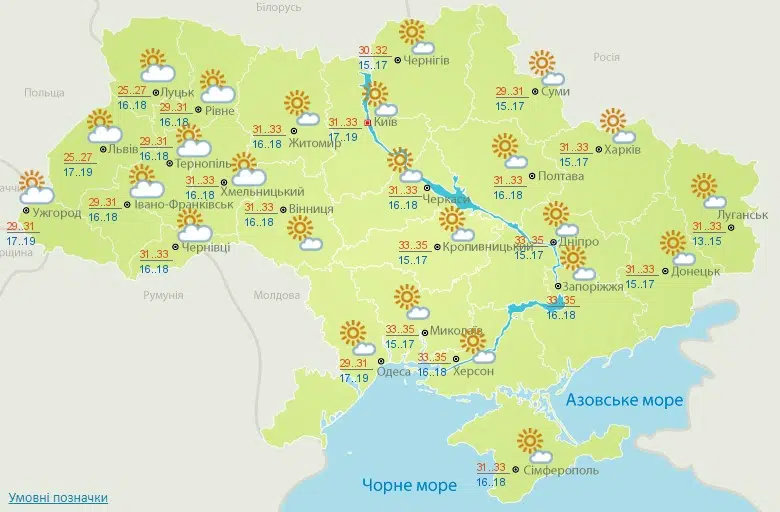 Білорусь
30..32
15..17
Чернігів
Росія
Польща
25..27
16..18
Луцьк
29..31
15..17
Суми
29..31
16..18
Рівне
31..33
17..19
Київ
31..33
16..18
Житомир
Львів
25..27
17..19
29..31
16..18
Тернопіль
31..33
15..17
Харків
31..33
16..18
Полтава
31..33
16..18
Хмельницький
31..33
16..18
Черкаси
Ужгород
29..31
17..19
29..31
16..18
Івано-Франківськ
31..33
16..18
Вінниця
Луганськ
31..33
13..15
31..33
16..18
Чернівці
33..35
15..17
Кропивницький
33..35
15..17
Дніпро
31..33
15..17
Донецьк
Запоріжжя
33..35
16..18
Румунія
Молдова
33..35
15..17
Миколаїв
29..31
17..19
Одеса
33..35
16..18
Херсон
Азовське море
31..33
16..18
Сімферополь
Чорне море
Умовні позначки